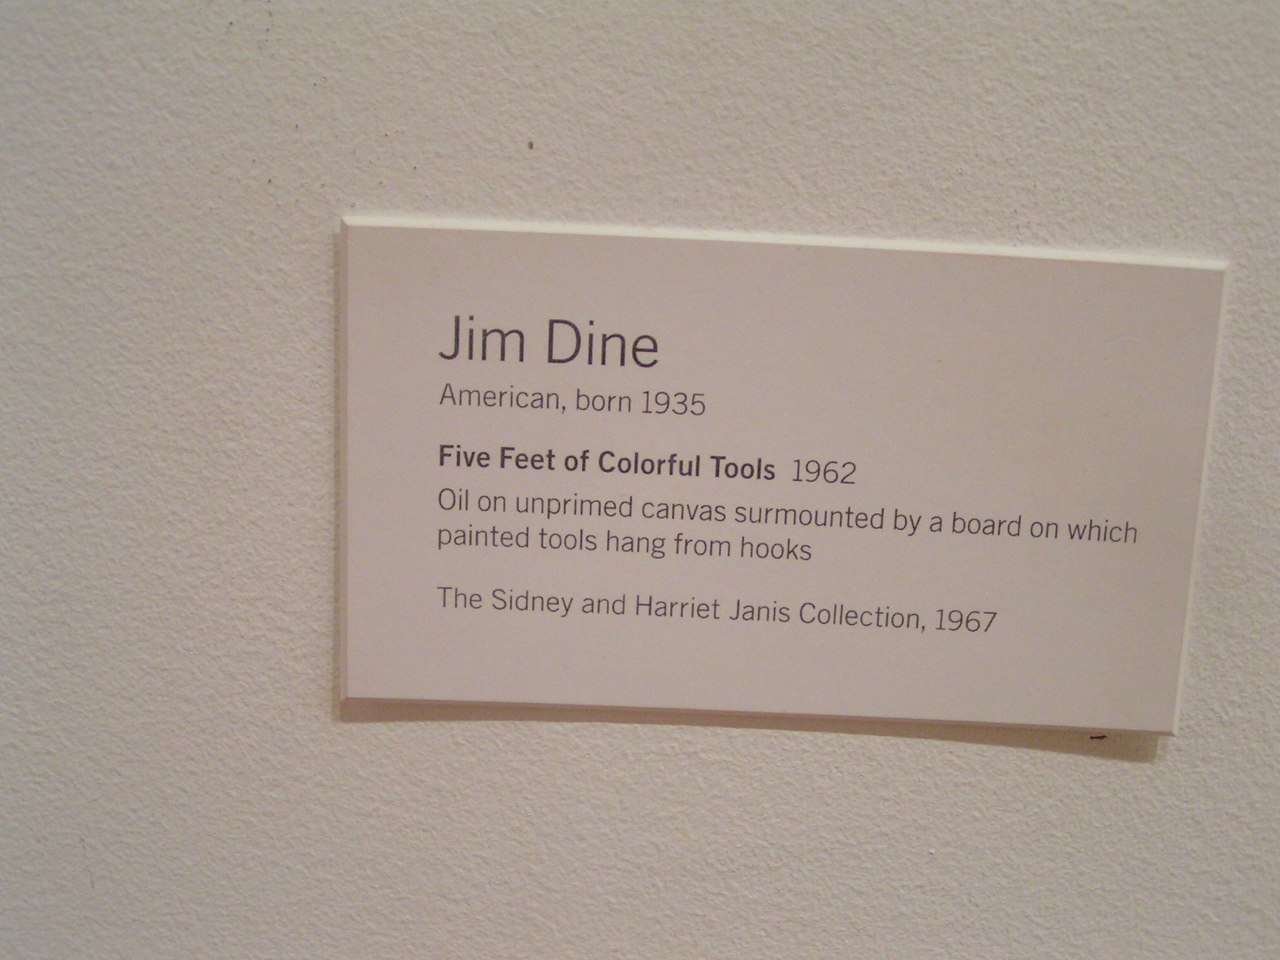 Jim Dine
American, born 1935
Five Feet of Colorful Tools 1962
Oil on unprimed canvas surmounted by a board on which
painted tools hang from hooks
The Sidney and Harriet Janis Collection, 1967